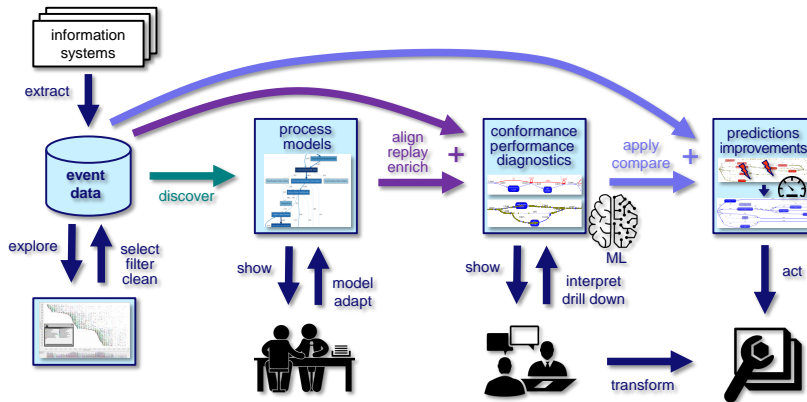 information
systems
extract
event
data
explore
select
filter
clean
discover
process
models
show
model
adapt
align
replay
enrich
+
conformance
performance
diagnostics
ML
show
interpret
drill down
apply
compare
+
predictions
improvements
act
transform